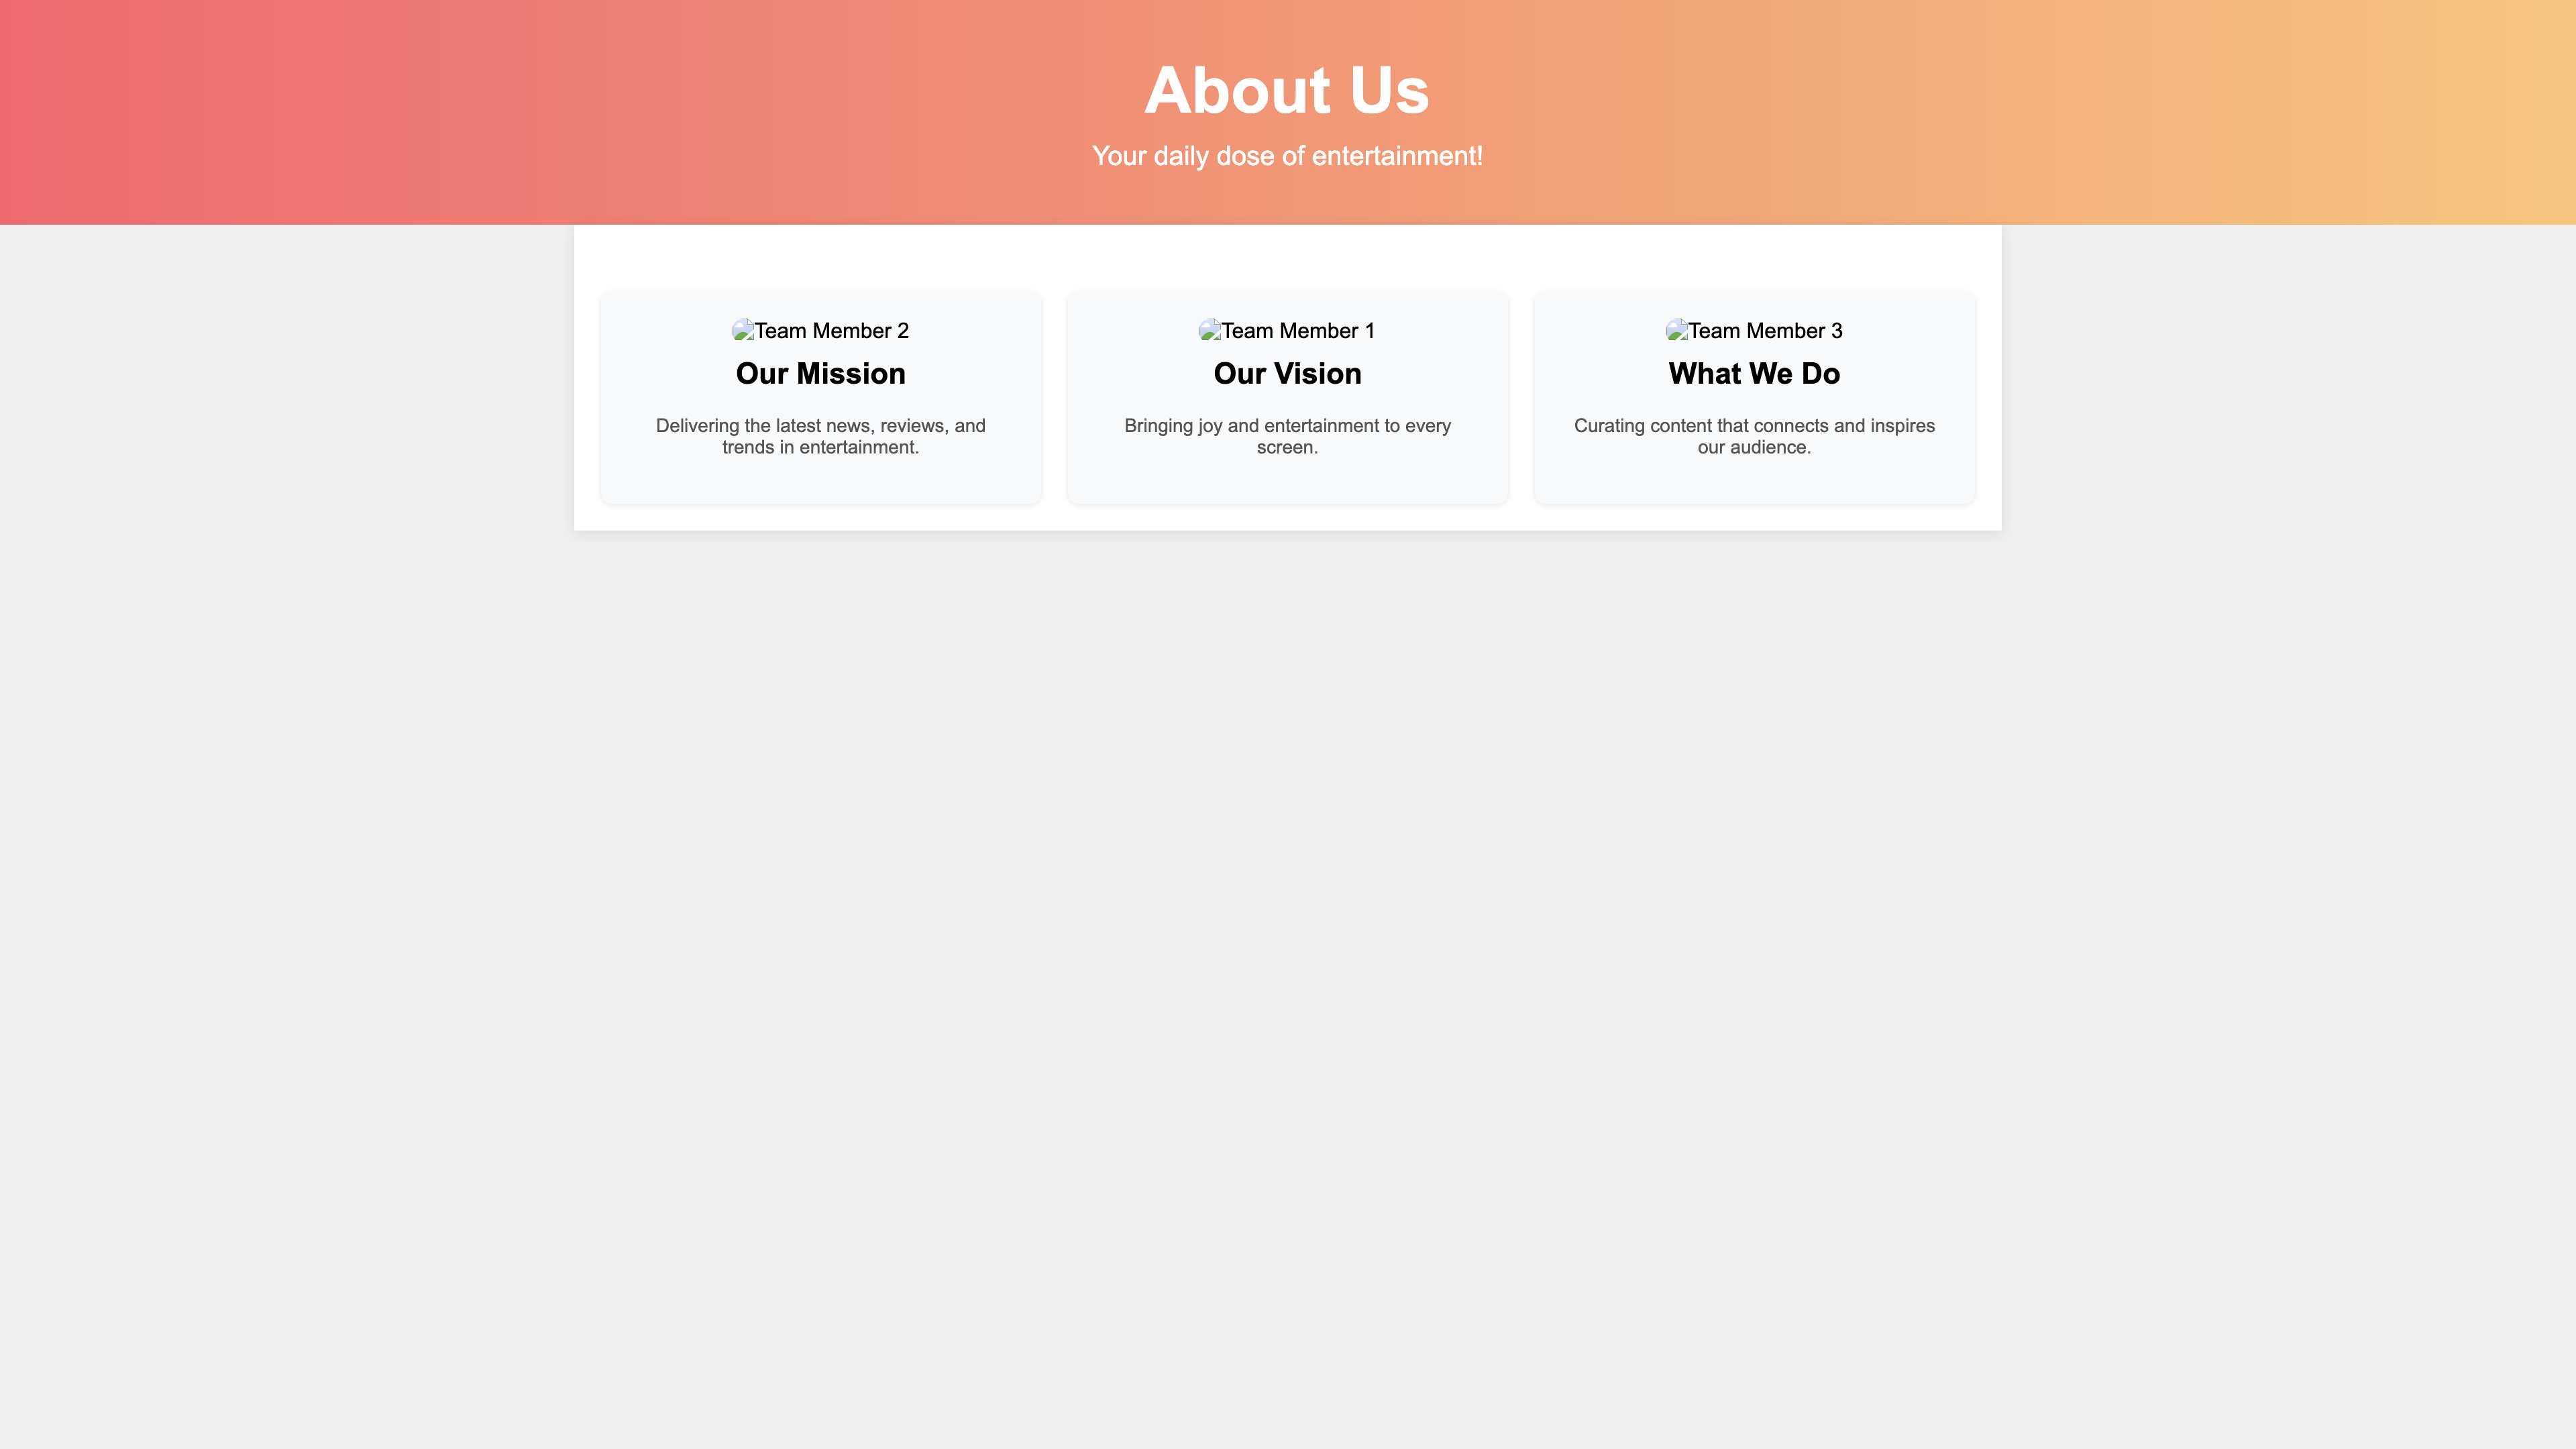 About Us
Your daily dose of entertainment!
Team Member 2
Our Mission
Delivering the latest news, reviews, and
trends in entertainment.
Team Member 1
Our Vision
Bringing joy and entertainment to every
screen.
Team Member 3
What We Do
Curating content that connects and inspires
our audience.